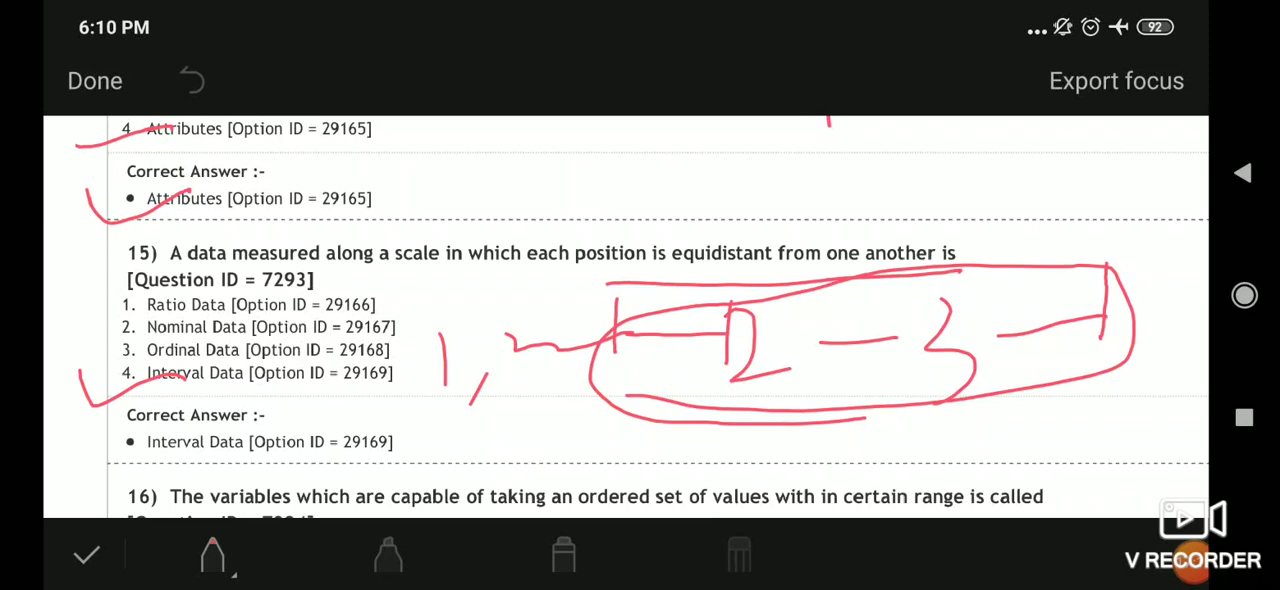 6:10 PM
92
Done
Export focus
4. Attributes [Option ID = 29165]
Correct Answer :-
• Attributes [Option ID = 29165]
15) A data measured along a scale in which each position is equidistant from one another is
[Question ID = 7293]
1. Ratio Data [Option ID = 29166]
2. Nominal Data [Option ID = 29167]
3. Ordinal Data [Option ID = 29168]
4. Interval Data [Option ID = 29169]
1, 2 - 3 -
Correct Answer :-
• Interval Data [Option ID = 29169]
16) The variables which are capable of taking an ordered set of values with in certain range is called
V RECORDER